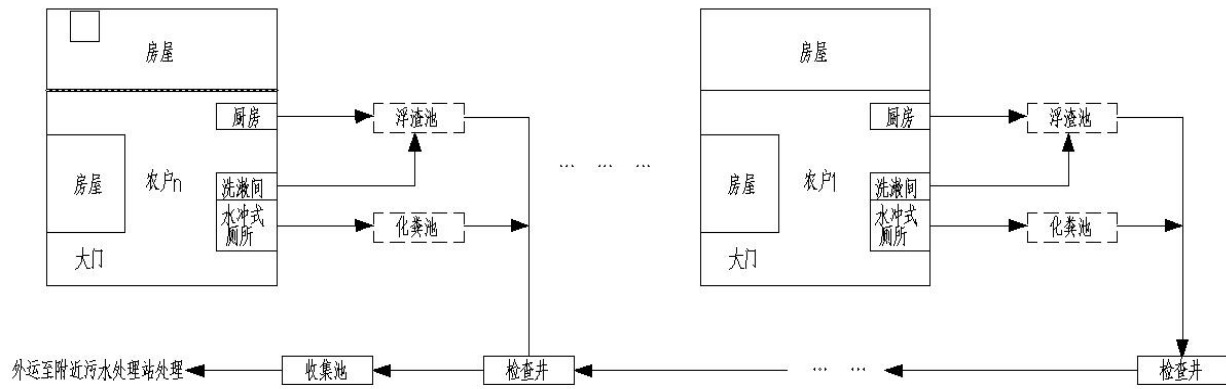 房屋
厨房
浮渣池
房屋
农户n
洗漱间
水冲式
厕所
化粪池
大门
… … …
房屋
厨房
浮渣池
房屋
农户1
洗漱间
水冲式
厕所
化粪池
大门
外运至附近污水处理站处理
收集池
检查井
… …
检查井